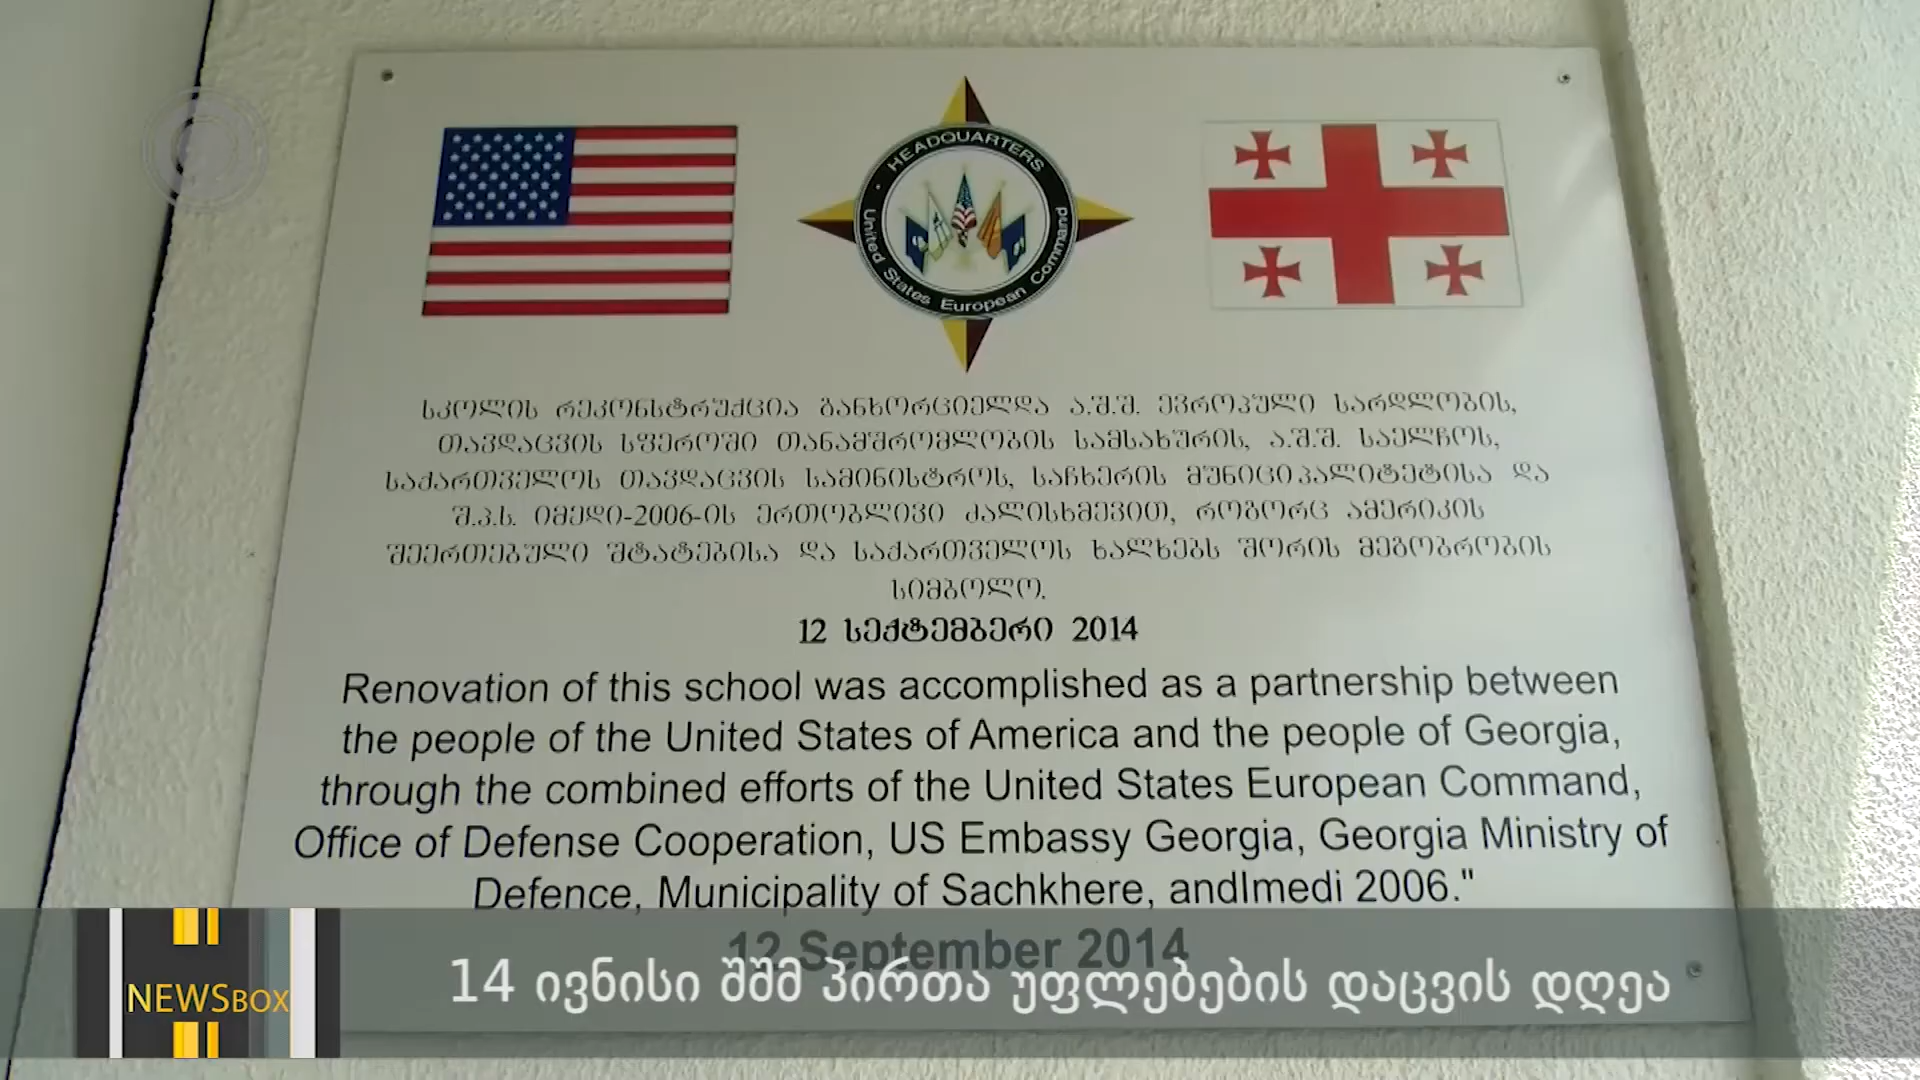 HEADQUARTERS
United States European Command
სკოლის რეკონსტრუქცია განხორციელდა ა.შ.შ. ევროპული სარდლობის,
თავდაცვის სფეროში თანამშრომლობის სამსახურის, ა.შ.შ. საელჩოს,
საქართველოს თავდაცვის სამინისტროს, საჩხერის მუნიციპალიტეტისა და
შ.პ.ს. იმედი-2006-ის ერთობლივი ძალისხმევით, როგორც ამერიკის
შეერთებული შტატებისა და საქართველოს ხალხებს შორის მეგობრობის
სიმბოლო.
12 სექტემბერი 2014
Renovation of this school was accomplished as a partnership between
the people of the United States of America and the people of Georgia,
through the combined efforts of the United States European Command,
Office of Defense Cooperation, US Embassy Georgia, Georgia Ministry of
Defence, Municipality of Sachkhere, andImedi 2006."
12 September 2014
NEWSBOX
14 ივნისი შშმ პირთა უფლებების დაცვის დღეა